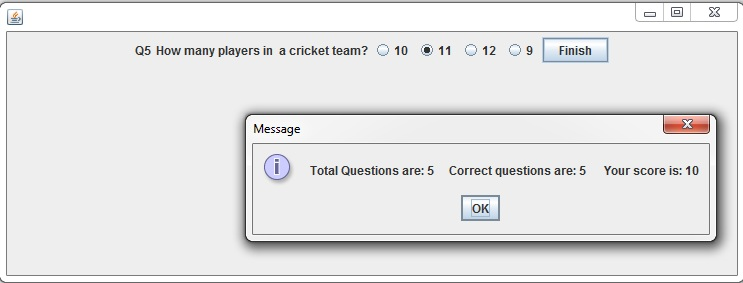 Q5 How many players in a cricket team? 10 11 12 9 Finish
Message
i
Total Questions are: 5 Correct questions are: 5 Your score is: 10
OK